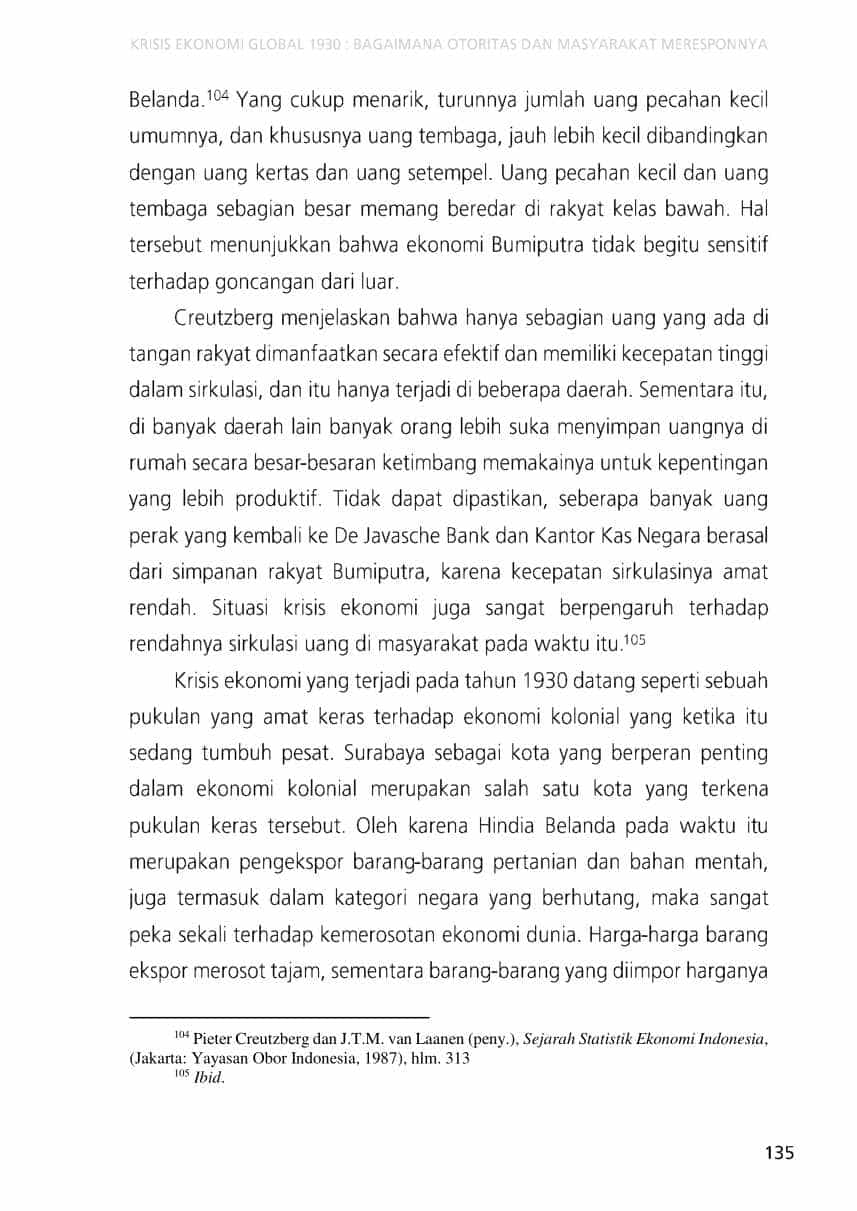 KRISIS EKONOMI GLOBAL 1930 : BAGAIMANA OTORITAS DAN MASYARAKAT MERESPONNYA
Belanda.104 Yang cukup menarik, turunnya jumlah uang pecahan kecil
umumnya, dan khususnya uang tembaga, jauh lebih kecil dibandingkan
dengan uang kertas dan uang setempel. Uang pecahan kecil dan uang
tembaga sebagian besar memang beredar di rakyat kelas bawah. Hal
tersebut menunjukkan bahwa ekonomi Bumiputra tidak begitu sensitif
terhadap goncangan dari luar.
Creutzberg menjelaskan bahwa hanya sebagian uang yang ada di
tangan rakyat dimanfaatkan secara efektif dan memiliki kecepatan tinggi
dalam sirkulasi, dan itu hanya terjadi di beberapa daerah. Sementara itu,
di banyak daerah lain banyak orang lebih suka menyimpan uangnya di
rumah secara besar-besaran ketimbang memakainya untuk kepentingan
yang lebih produktif. Tidak dapat dipastikan, seberapa banyak uang
perak yang kembali ke De Javasche Bank dan Kantor Kas Negara berasal
dari simpanan rakyat Bumiputra, karena kecepatan sirkulasinya amat
rendah. Situasi krisis ekonomi juga sangat berpengaruh terhadap
rendahnya sirkulasi uang di masyarakat pada waktu itu.105
Krisis ekonomi yang terjadi pada tahun 1930 datang seperti sebuah
pukulan yang amat keras terhadap ekonomi kolonial yang ketika itu
sedang tumbuh pesat. Surabaya sebagai kota yang berperan penting
dalam ekonomi kolonial merupakan salah satu kota yang terkena
pukulan keras tersebut. Oleh karena Hindia Belanda pada waktu itu
merupakan pengekspor barang-barang pertanian dan bahan mentah,
juga termasuk dalam kategori negara yang berhutang, maka sangat
peka sekali terhadap kemerosotan ekonomi dunia. Harga-harga barang
ekspor merosot tajam, sementara barang-barang yang diimpor harganya
104 Pieter Creutzberg dan J.T.M. van Laanen (peny.), Sejarah Statistik Ekonomi Indonesia,
(Jakarta: Yayasan Obor Indonesia, 1987), hlm. 313
105 Ibid.
135